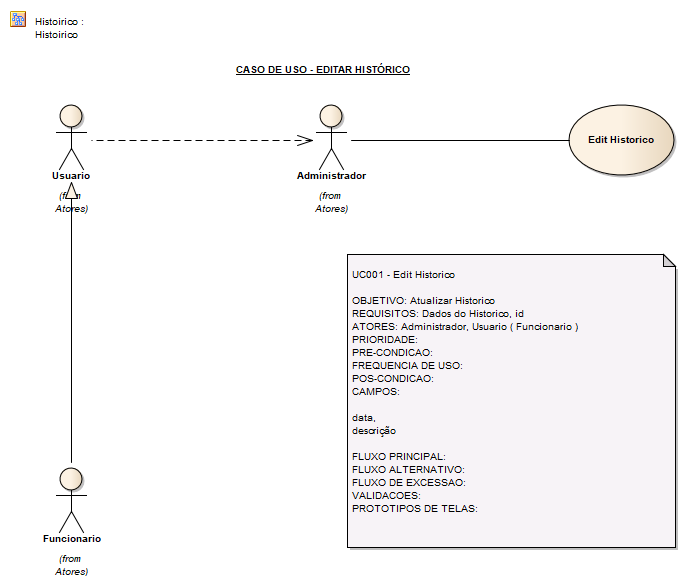 Histoirico :
Histoirico
CASO DE USO - EDITAR HISTÓRICO
Usuario
(from
Atores)
Administrador
(from
Atores)
Edit Historico
UC001 - Edit Historico
OBJETIVO: Atualizar Historico
REQUISITOS: Dados do Historico, id
ATORES: Administrador, Usuario ( Funcionario )
PRIORIDADE:
PRE-CONDICAO:
FREQUENCIA DE USO:
POS-CONDICAO:
CAMPOS:
data,
descrição
FLUXO PRINCIPAL:
FLUXO ALTERNATIVO:
FLUXO DE EXCESSAO:
VALIDACOES:
PROTOTIPOS DE TELAS:
Funcionario
(from
Atores)